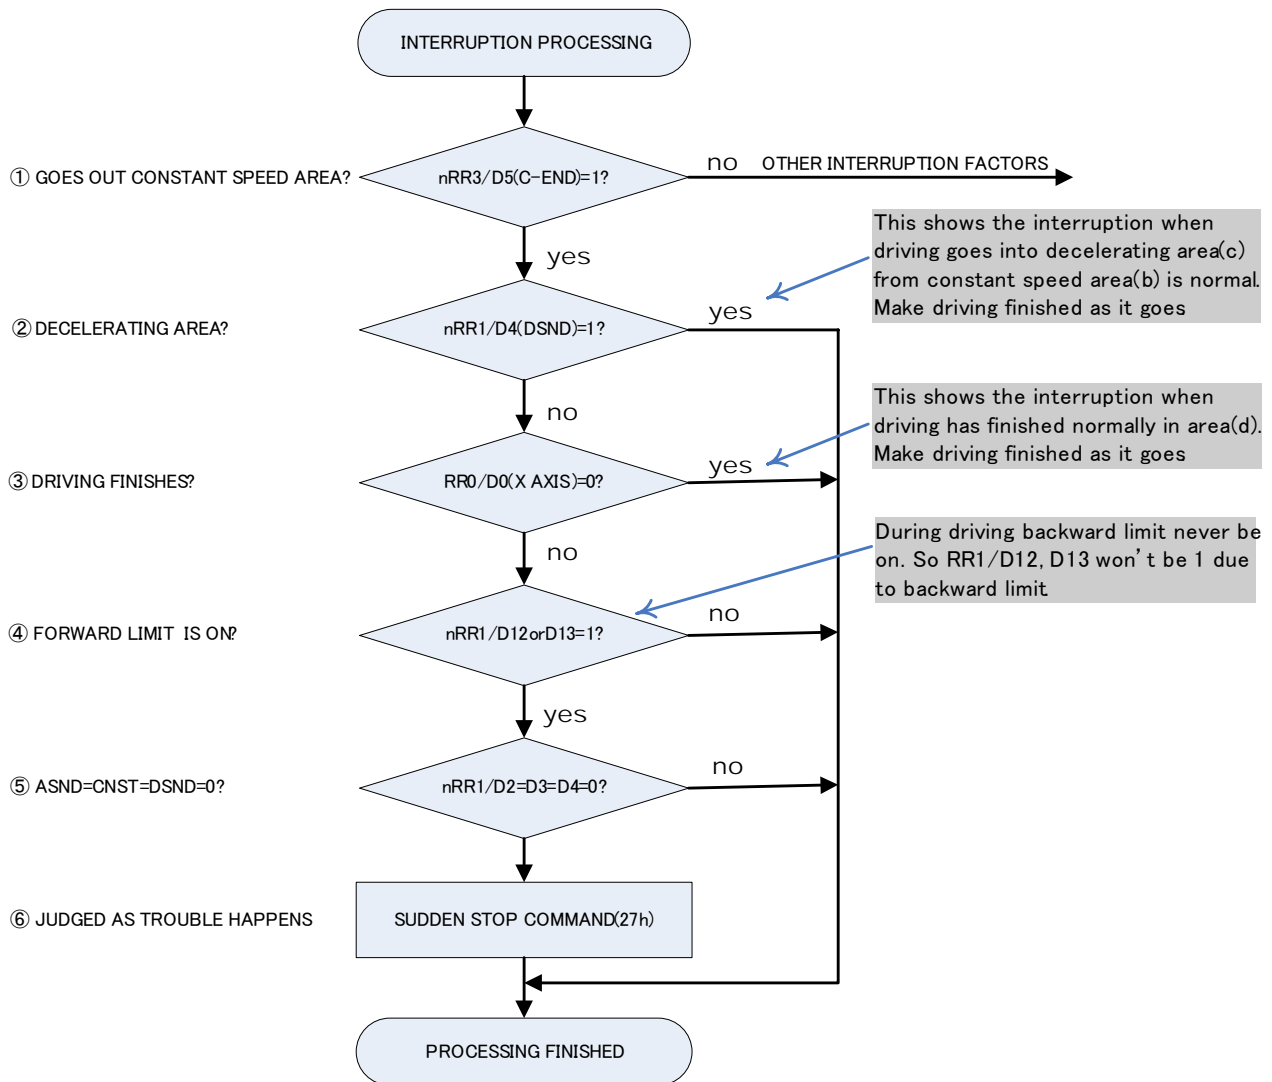 INTERRUPTION PROCESSING
① GOES OUT CONSTANT SPEED AREA?
nRR3/D5(C-END)=1?
no
OTHER INTERRUPTION FACTORS
yes
This shows the interruption when
driving goes into decelerating area(c)
from constant speed area(b) is normal.
Make driving finished as it goes
② DECELERATING AREA?
nRR1/D4(DSND)=1?
yes
no
This shows the interruption when
driving has finished normally in area(d).
Make driving finished as it goes
③ DRIVING FINISHES?
RR0/D0(X AXIS)=0?
yes
no
During driving backward limit never be
on. So RR1/D12, D13 won't be 1 due
to backward limit
④ FORWARD LIMIT IS ON?
nRR1/D12orD13=1?
no
yes
⑤ ASND=CNST=DSND=0?
nRR1/D2=D3=D4=0?
no
⑥ JUDGED AS TROUBLE HAPPENS
SUDDEN STOP COMMAND(27h)
PROCESSING FINISHED